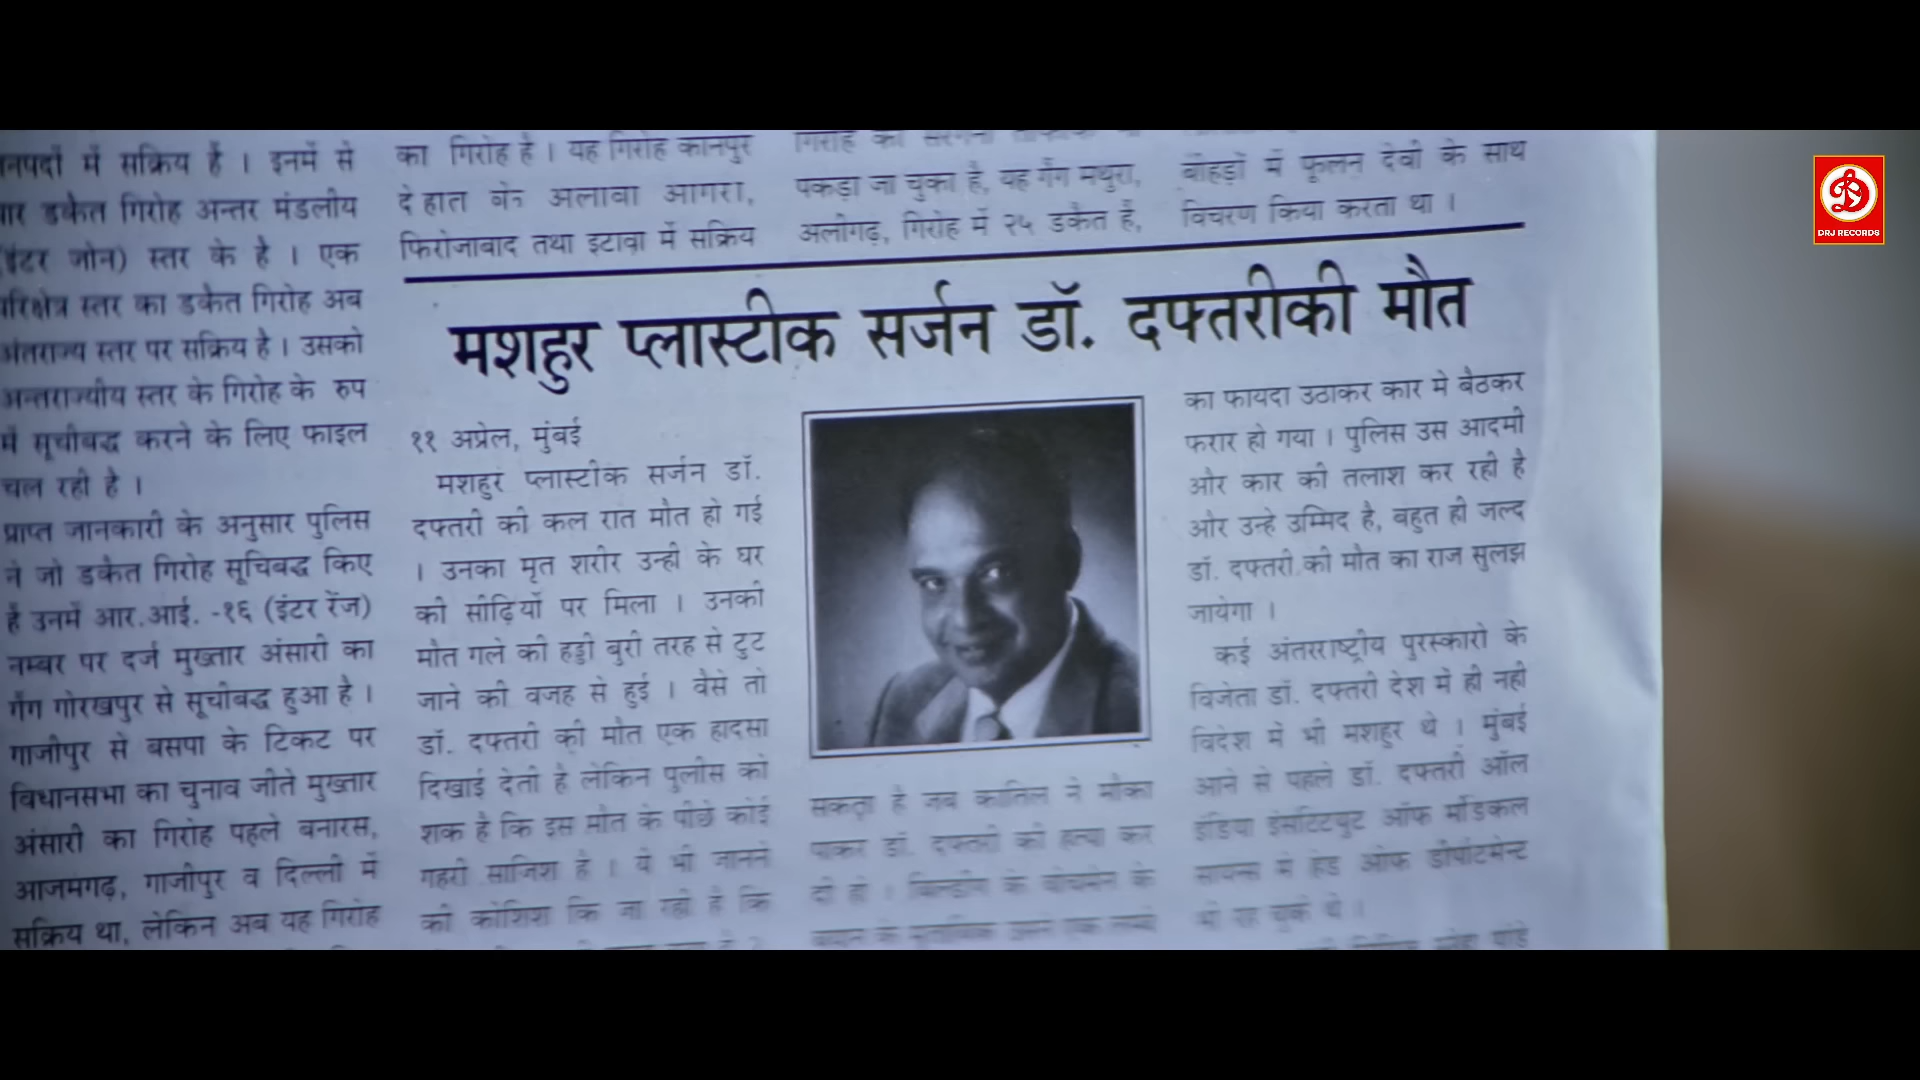 नपदों में सक्रिय है । इनमें से
ार डकैत गिरोह अन्तर मंडलीय
इंटर जोन) स्तर के है । एक
परिक्षेत्र स्तर का डकैत गिरोह अब
अंतराज्य स्तर पर सक्रिय है । उसको
अन्तराज्यीय स्तर के गिरोह के रुप
में सूचीबद्ध करने के लिए फाइल
चल रही है ।
प्राप्त जानकारी के अनुसार पुलिस
ने जो डकैत गिरोह सूचिबद्ध किए
है उनमें आर.आई. -१६ (इंटर रेंज)
नम्बर पर दर्ज मुख्तार अंसारी का
गैंग गोरखपुर से सूचीबद्ध हुआ है ।
गाजीपुर से बसपा के टिकट पर
विधानसभा का चुनाव जीते मुख्तार
अंसारी का गिरोह पहले बनारस,
आजमगढ़, गाजीपुर व दिल्ली में
सक्रिय था, लेकिन अब यह गिरोह
का गिरोह है । यह गिरोह कानपुर
देहात के अलावा आगरा,
फिरोजाबाद तथा इटावा में सक्रिय
गिरोह का सरगना
पकड़ा जा चुका है, यह गैंग मथुरा,
अलीगढ़, गिरोह में २५ डकैत है,
बीहड़ों में फूलन देवी के साथ
विचरण किया करता था ।
मशहुर प्लास्टीक सर्जन डॉ. दफ्तरीकी मौत
११ अप्रेल, मुंबई
मशहुर प्लास्टीक सर्जन डॉ.
दफ्तरी की कल रात मौत हो गई
। उनका मृत शरीर उन्ही के घर
की सीढ़ियों पर मिला । उनकी
मौत गले की हड्डी बुरी तरह से टुट
जाने की वजह से हुई । वैसे तो
डॉ. दफ्तरी की मौत एक हादसा
दिखाई देती है लेकिन पुलीस को
शक है कि इस मौत के पीछे कोई
गहरी साजिश है । ये भी जानने
की कोशिश कि जा रही है कि
सकता है जब कातिल ने मौका
पाकर डॉ. दफ्तरी की हत्या कर
दी हो । बिल्डींग के वॉचमेन के
का फायदा उठाकर कार मे बैठकर
फरार हो गया । पुलिस उस आदमी
और कार की तलाश कर रही है
और उन्हे उम्मिद है, बहुत ही जल्द
डॉ. दफ्तरी की मौत का राज सुलझ
जायेगा ।
कई अंतरराष्ट्रीय पुरस्कारो के
विजेता डॉ. दफ्तरी देश में ही नही
विदेश में भी मशहुर थे । मुंबई
आने से पहले डॉ. दफ्तरी ऑल
इंडिया इंसटिटयुट ऑफ मेडिकल
सायन्स मे हेड ऑफ डीपार्टमेन्ट
भी रह चुके थे ।
DRJ RECORDS